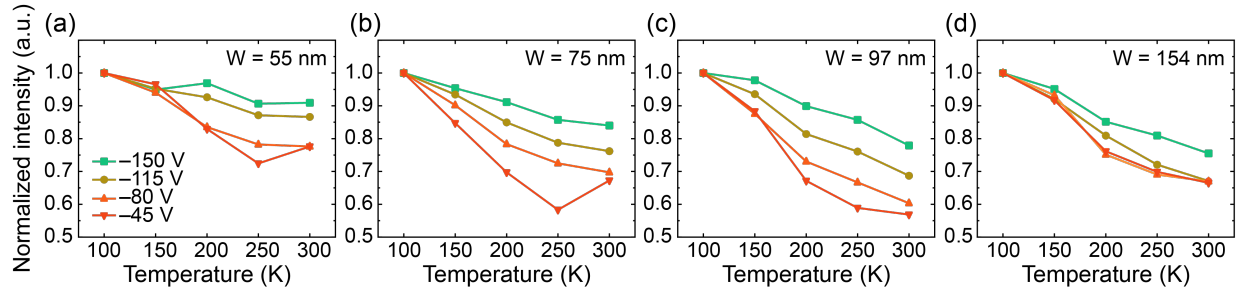 Normalized intensity (a.u.)
(a)
W = 55 nm
1.0
0.9
0.8
0.7
0.6
0.5
–150 V
–115 V
–80 V
–45 V
100 150 200 250 300
Temperature (K)
(b)
W = 75 nm
1.0
0.9
0.8
0.7
0.6
0.5
100 150 200 250 300
Temperature (K)
(c)
W = 97 nm
1.0
0.9
0.8
0.7
0.6
0.5
100 150 200 250 300
Temperature (K)
(d)
W = 154 nm
1.0
0.9
0.8
0.7
0.6
0.5
100 150 200 250 300
Temperature (K)